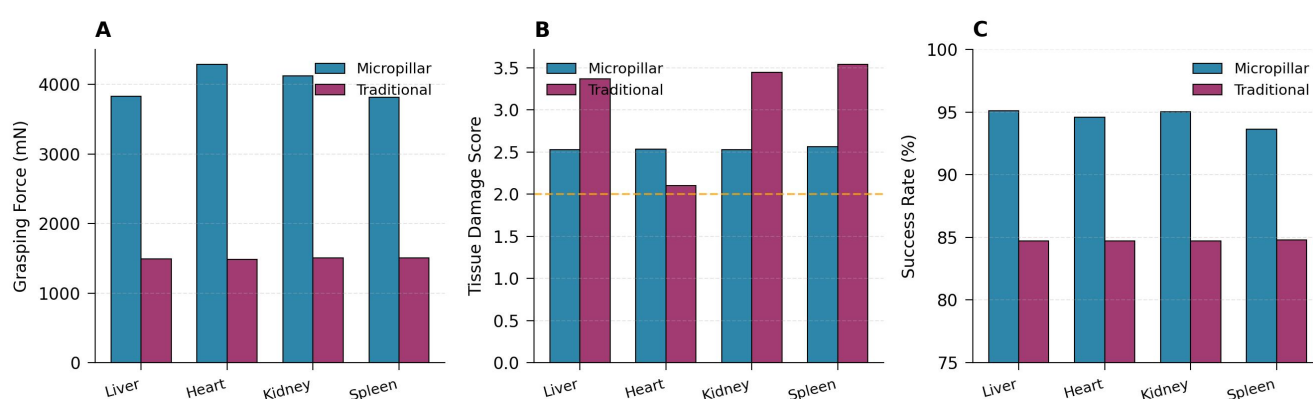 A
Grasping Force (mN)
4000
3000
2000
1000
0
Micropillar
Traditional
Liver
Heart
Kidney
Spleen
B
Tissue Damage Score
3.5
3.0
2.5
2.0
1.5
1.0
0.5
0.0
Micropillar
Traditional
Liver
Heart
Kidney
Spleen
C
Success Rate (%)
100
95
90
85
80
75
Micropillar
Traditional
Liver
Heart
Kidney
Spleen